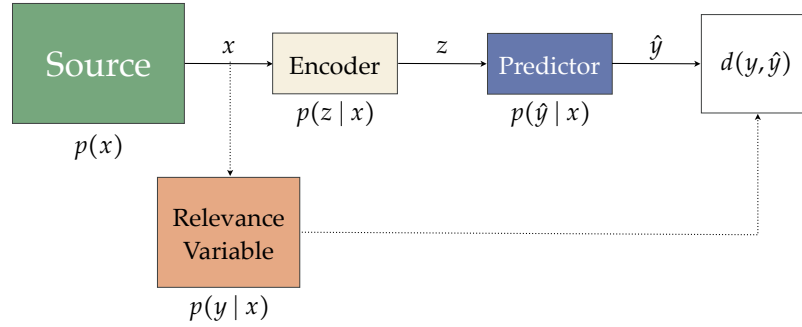 x
z
ŷ
Source
Encoder
Predictor
d(y, ŷ)
p(z | x)
p(ŷ | x)
p(x)
Relevance
Variable
p(y | x)